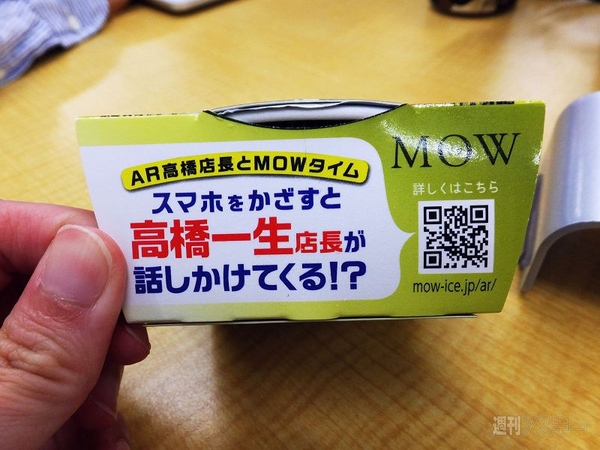 AR高橋店長とMOWタイム
スマホをかざすと
高橋一生店長が
話しかけてくる!?
MOW
詳しくはこちら
mow-ice.jp/ar/
週刊